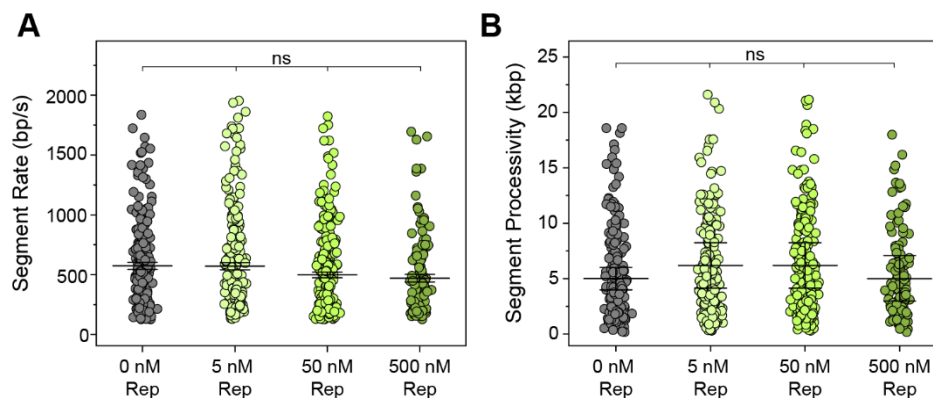 A
ns
Segment Rate (bp/s)
2000
1500
1000
500
0
0 nM
Rep
5 nM
Rep
50 nM
Rep
500 nM
Rep
B
ns
Segment Processivity (kbp)
25
20
15
10
5
0
0 nM
Rep
5 nM
Rep
50 nM
Rep
500 nM
Rep